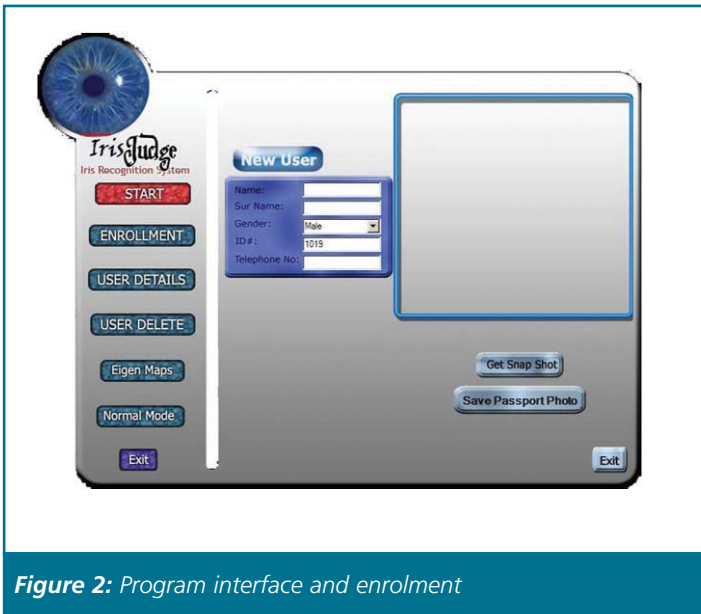 IrisJudge
Iris Recognition System
START
ENROLLMENT
USER DETAILS
USER DELETE
Eigen Maps
Normal Mode
Exit
New User
Name:
Sur Name:
Gender: Male
ID#: 1019
Telephone No:
Get Snap Shot
Save Passport Photo
Exit
Figure 2: Program interface and enrolment